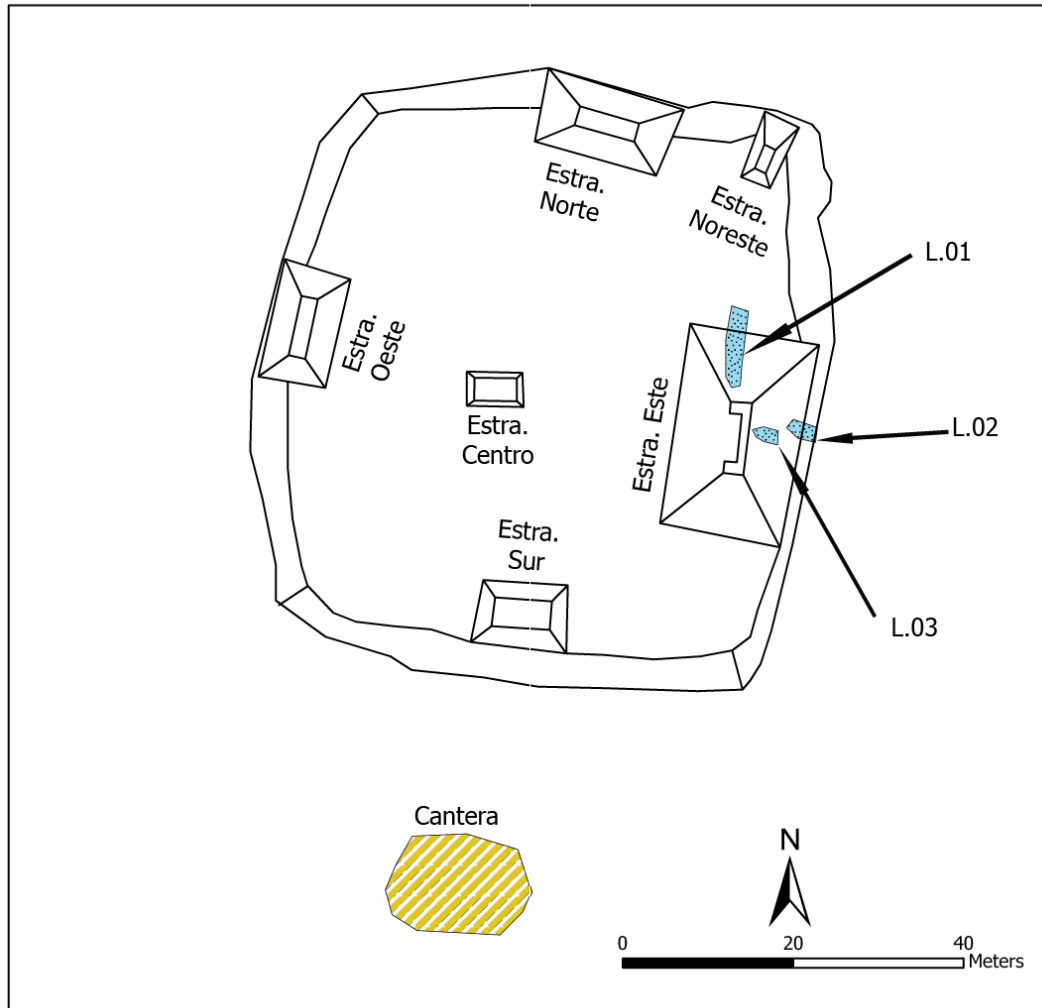 Estra.
Norte
Estra.
Noreste
L.01
Estra.
Oeste
Estra.
Centro
Estra. Este
L.02
Estra.
Sur
L.03
Cantera
N
0 20 40
Meters